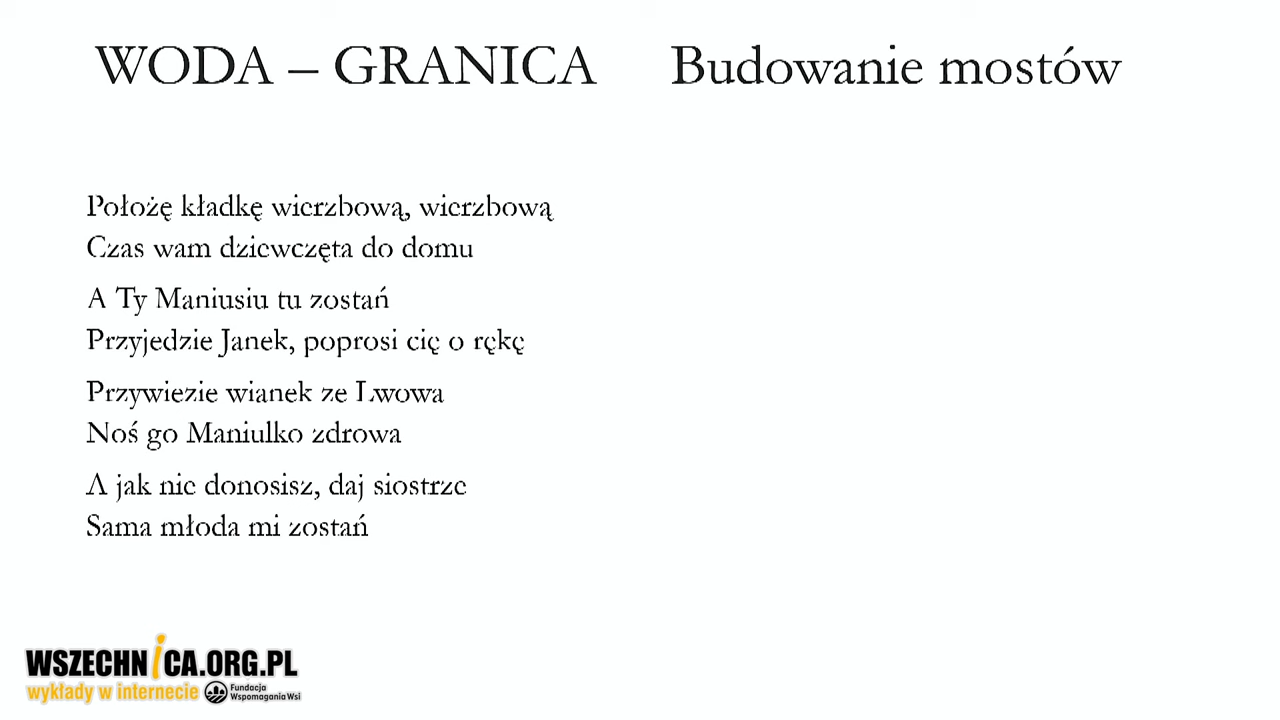 WODA – GRANICA Budowanie mostów
Położę kładkę wierzbową, wierzbową
Czas wam dziewczęta do domu
A Ty Maniusiu tu zostań
Przyjedzie Janek, poprosi cię o rękę
Przywiezie wianek ze Lwowa
Noś go Maniulko zdrowa
A jak nie donosisz, daj siostrze
Sama młoda mi zostań
WSZECHNiCA.ORG.PL
wykłady w internecie Fundacja
Wspomagania Wsi